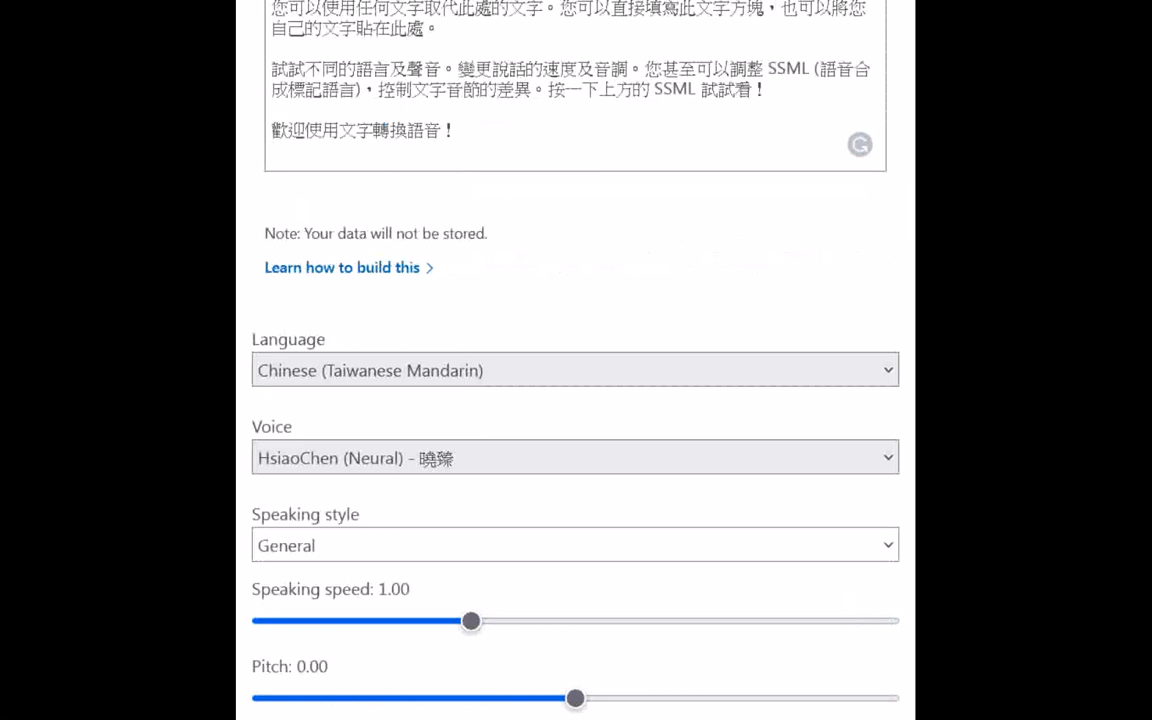 您可以使用任何文字取代此處的文字。您可以直接填寫此文字方塊，也可以將您
自己的文字貼在此處。
試試不同的語言及聲音。變更說話的速度及音調。您甚至可以調整 SSML (語音合
成標記語言)，控制文字音節的差異。按一下上方的 SSML 試試看！
歡迎使用文字轉換語音！
Note: Your data will not be stored.
Learn how to build this >
Language
Chinese (Taiwanese Mandarin)
Voice
HsiaoChen (Neural) - 曉臻
Speaking style
General
Speaking speed: 1.00
Pitch: 0.00